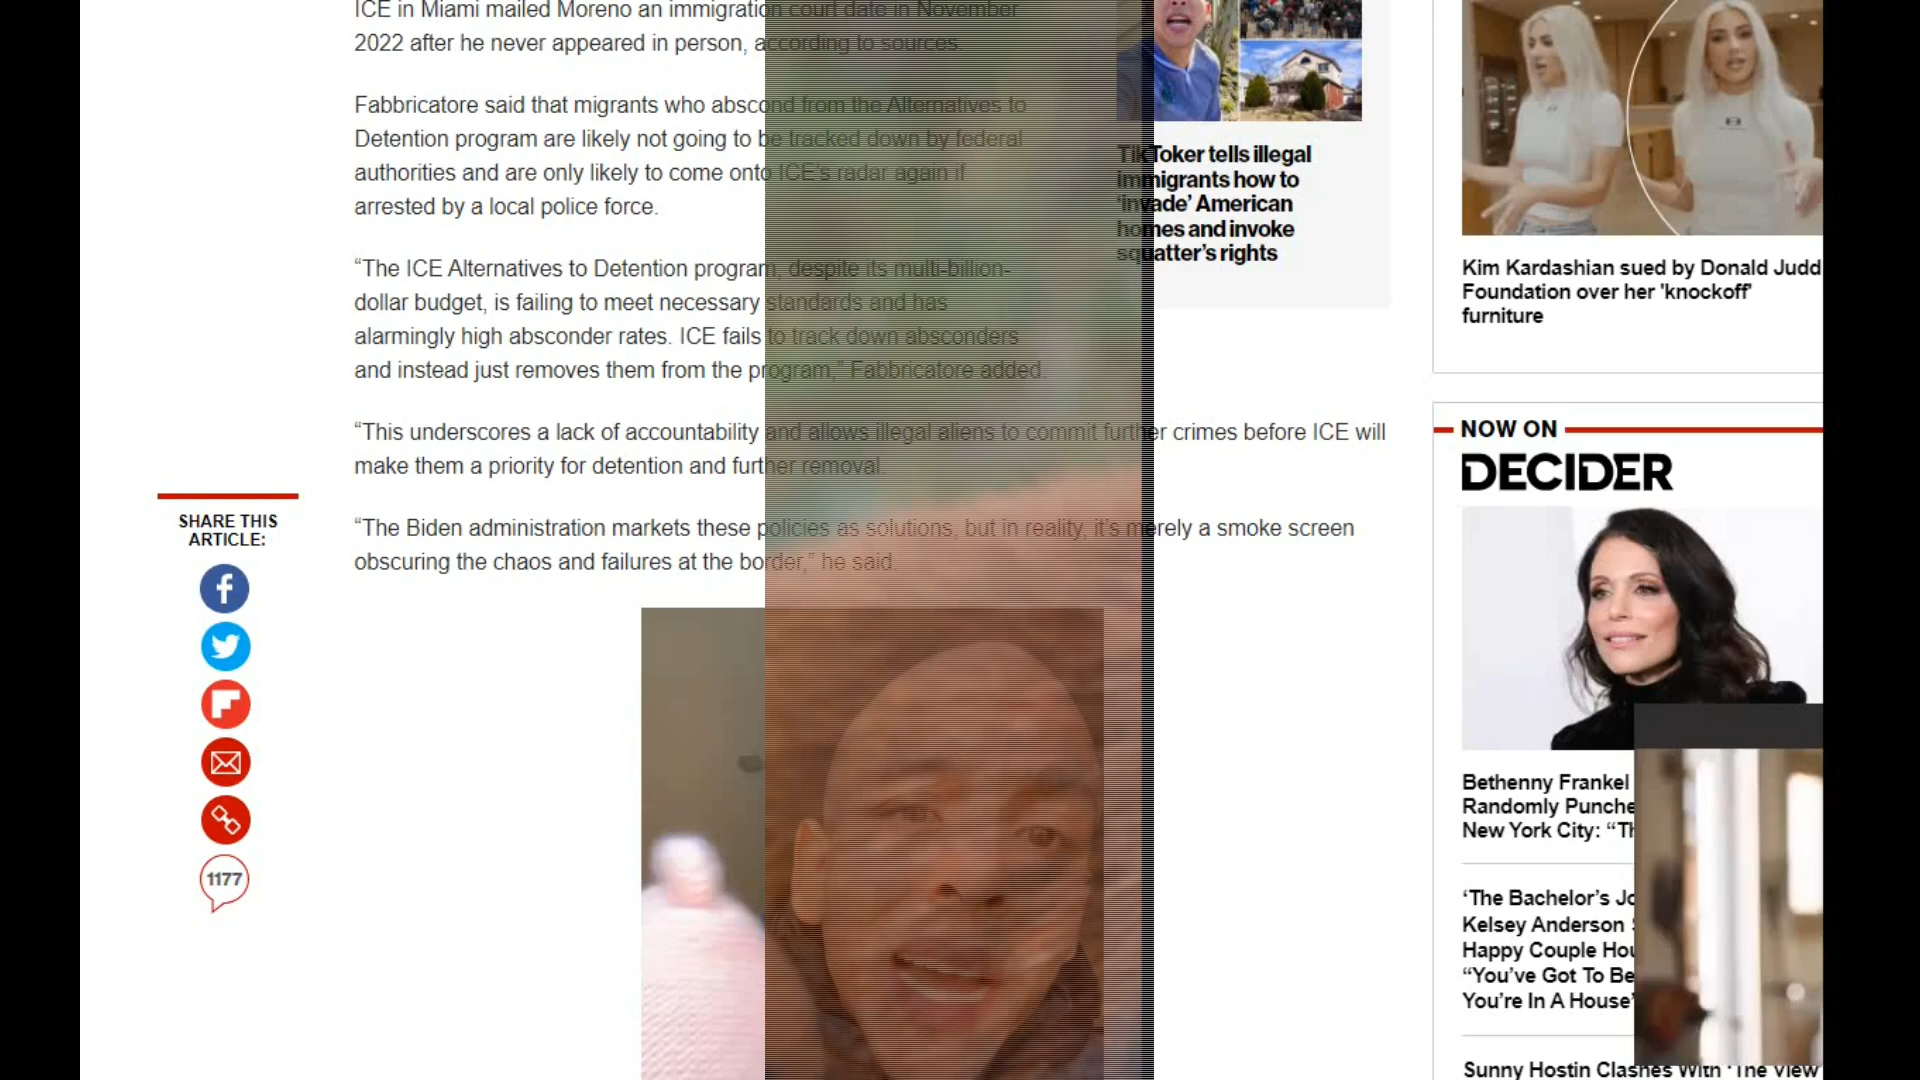 ICE in Miami mailed Moreno an immigration court date in November
2022 after he never appeared in person, according to sources.
Fabbricatore said that migrants who abscond from the Alternatives to
Detention program are likely not going to be tracked down by federal
authorities and are only likely to come onto ICE's radar again if
arrested by a local police force.
“The ICE Alternatives to Detention program, despite its multi-billion-
dollar budget, is failing to meet necessary standards and has
alarmingly high absconder rates. ICE fails to track down absconders
and instead just removes them from the program,” Fabbricatore added.
“This underscores a lack of accountability and allows illegal aliens to commit further crimes before ICE will
make them a priority for detention and further removal.
“The Biden administration markets these policies as solutions, but in reality, it's merely a smoke screen
obscuring the chaos and failures at the border,” he said.
SHARE THIS
ARTICLE:
1177
TikToker tells illegal
immigrants how to
‘invade’ American
homes and invoke
squatter’s rights
Kim Kardashian sued by Donald Judd
Foundation over her 'knockoff'
furniture
NOW ON
DECIDER
Bethenny Frankel
Randomly Punche
New York City: “Th
‘The Bachelor’s Jo
Kelsey Anderson
Happy Couple Hou
“You’ve Got To Be
You’re In A House’
Sunny Hostin Clashes With ‘The View